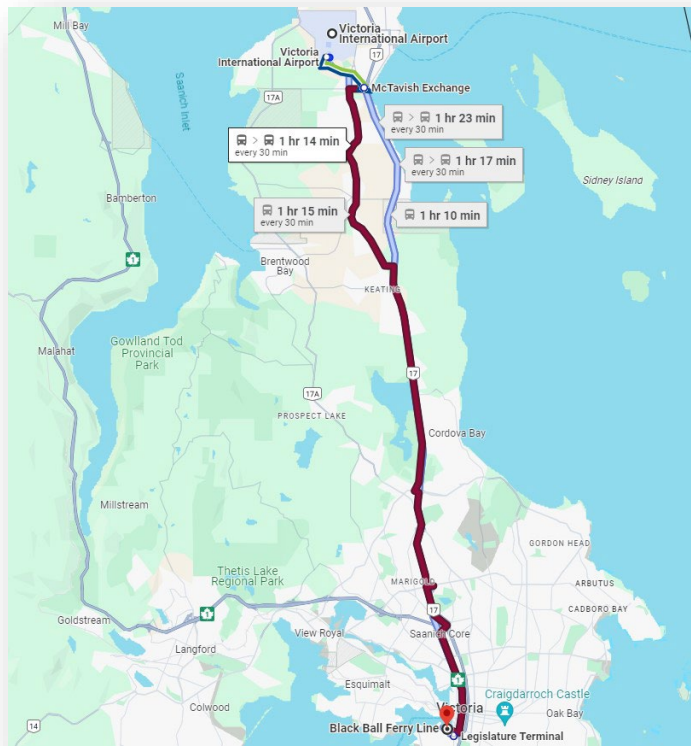 Mill Bay
Victoria
International Airport
17
Victoria
International Airport
McTavish Exchange
17A
Saanich Inlet
1 hr 23 min
every 30 min
1 hr 14 min
every 30 min
1 hr 17 min
every 30 min
Sidney Island
Bamberton
1 hr 15 min
every 30 min
1 hr 10 min
1
Brentwood
Bay
KEATING
Gowlland Tod
Provincial
Park
Malahat
17
17A
PROSPECT LAKE
Cordova Bay
Millstream
GORDON HEAD
Thetis Lake
Regional Park
MARIGOLD
ARBUTUS
CADBORO BAY
1
17
Goldstream
View Royal
Saanich Core
Langford
Esquimalt
1
Craigdarroch Castle
Colwood
Victoria
Oak Bay
14
Black Ball Ferry Line
Legislature Terminal